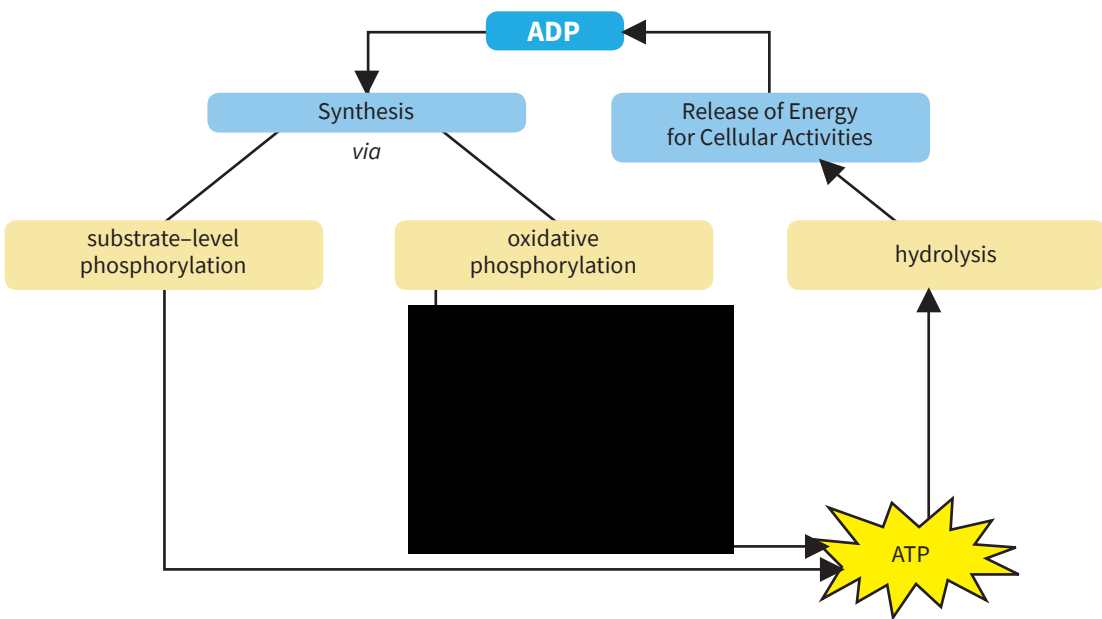 ADP
Synthesis
via
Release of Energy
for Cellular Activities
substrate–level
phosphorylation
oxidative
phosphorylation
hydrolysis
ATP